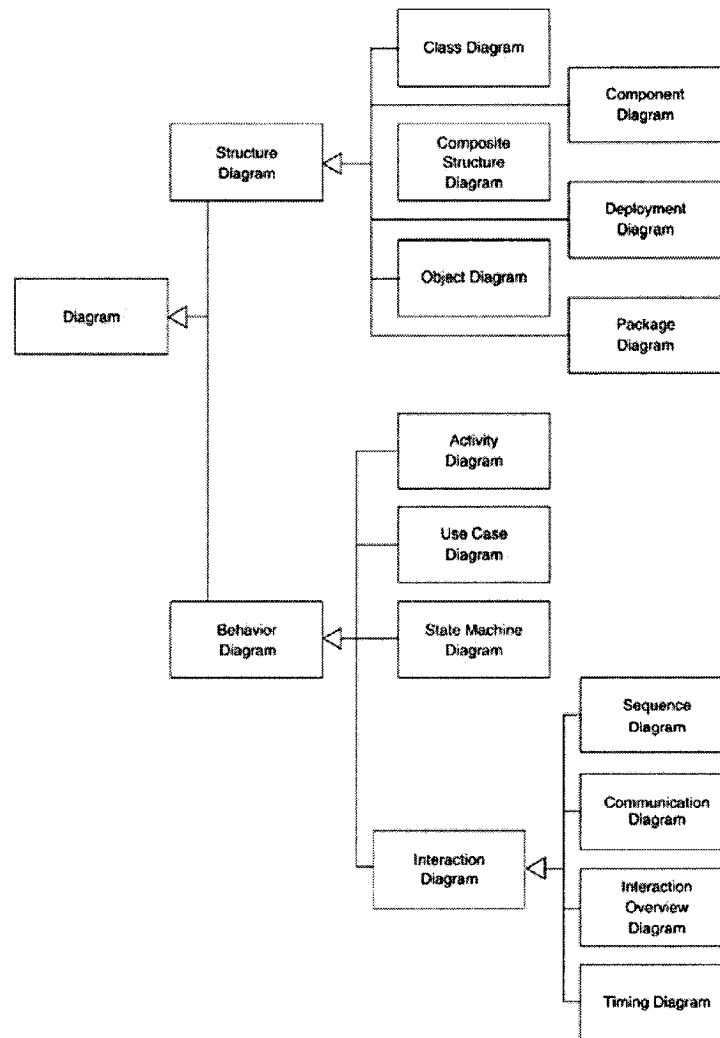 Class Diagram
Component
Diagram
Structure
Diagram
Composite
Structure
Diagram
Deployment
Diagram
Object Diagram
Diagram
Package
Diagram
Activity
Diagram
Use Case
Diagram
Behavior
Diagram
State Machine
Diagram
Sequence
Diagram
Communication
Diagram
Interaction
Diagram
Interaction
Overview
Diagram
Timing Diagram